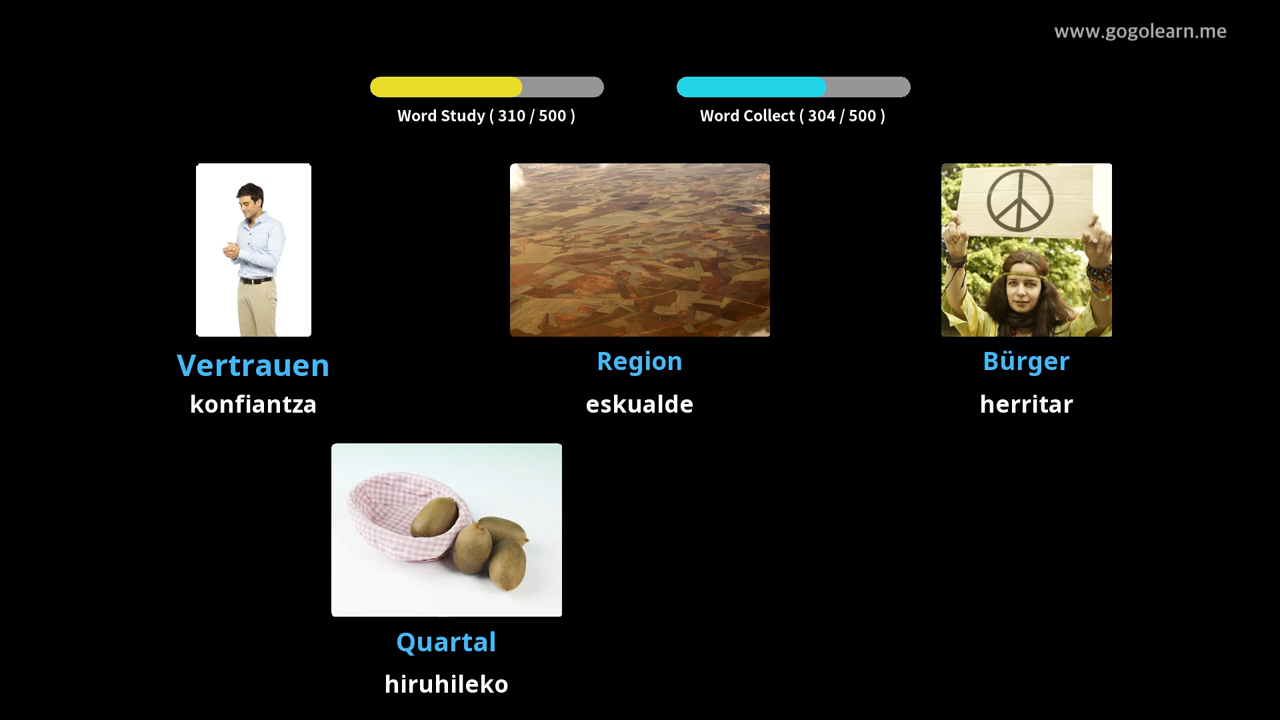 www.gogolearn.me
Word Study ( 310 / 500 )
Word Collect ( 304 / 500 )
Vertrauen
konfiantza
Region
eskualde
Bürger
herritar
Quartal
hiruhileko